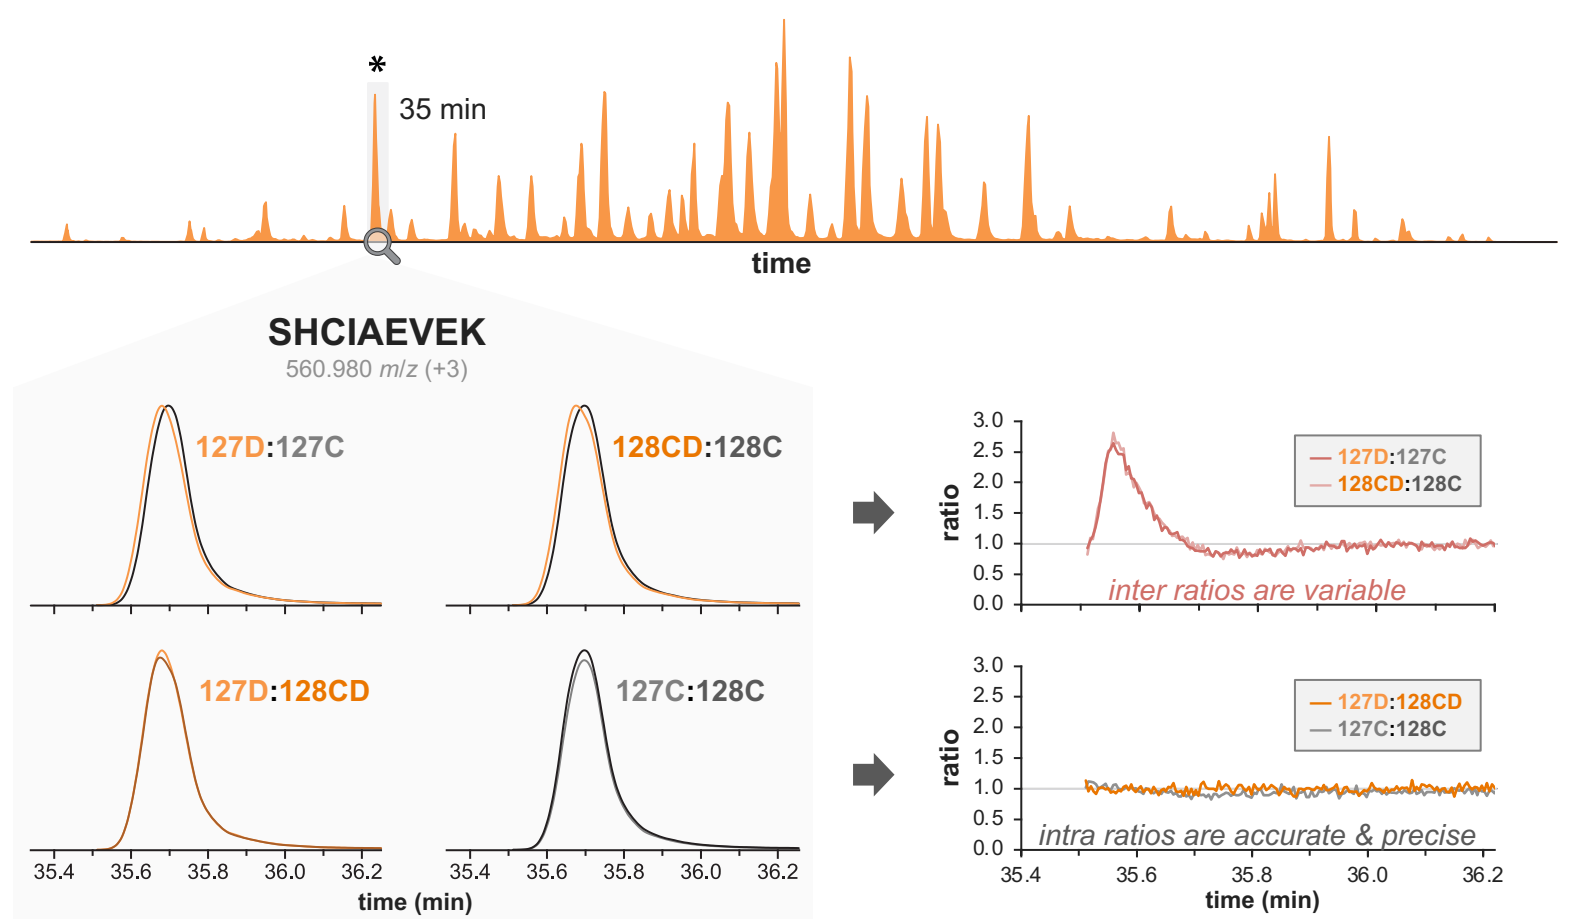 *
35 min
time
SHCIAEVEK
560.980 m/z (+3)
127D:127C
128CD:128C
127D:128CD
127C:128C
35.4 35.6 35.8 36.0 36.2
time (min)
35.4 35.6 35.8 36.0 36.2
ratio
3.0
2.5
2.0
1.5
1.0
0.5
0.0
127D:127C
128CD:128C
inter ratios are variable
ratio
3.0
2.5
2.0
1.5
1.0
0.5
0.0
127D:128CD
127C:128C
intra ratios are accurate & precise
35.4 35.6 35.8 36.0 36.2
time (min)